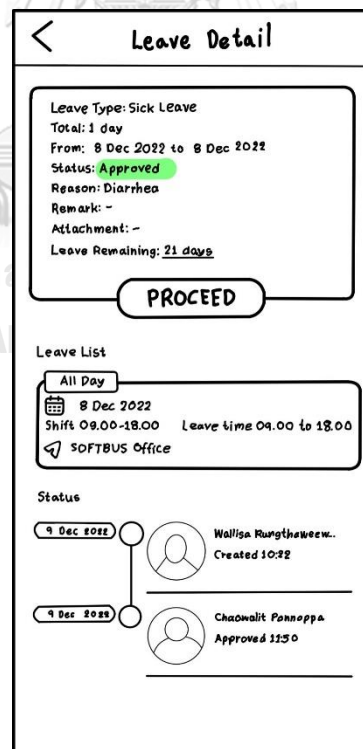 Leave Detail
Leave Type: Sick Leave
Total: 1 day
From: 8 Dec 2022 to 8 Dec 2022
Status: Approved
Reason: Diarrhea
Remark: -
Attachment: -
Leave Remaining: 21 days
PROCEED
Leave List
All Day
8 Dec 2022
Shift 09.00-18.00 Leave time 09.00 to 18.00
SOFTBUS Office
Status
9 Dec 2022
Wallisa Rungthaweew..
Created 10:22
9 Dec 2022
Chaowalit Ponnoppa
Approved 11:50